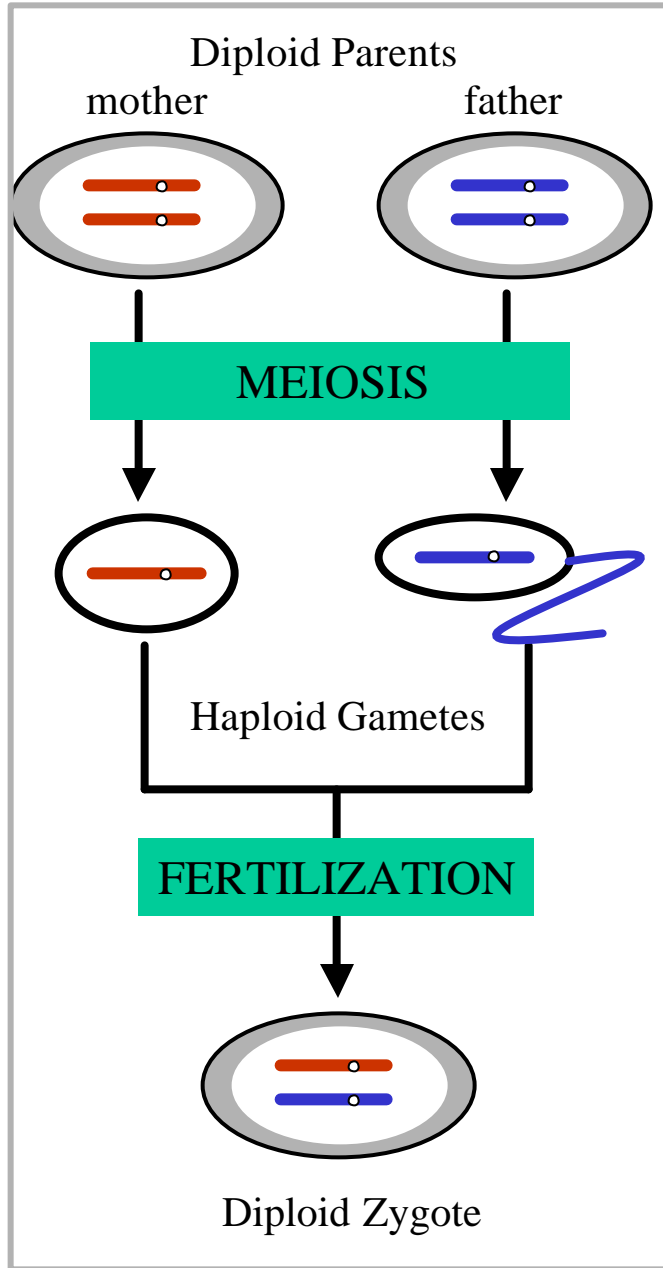 Diploid Parents
mother father
MEIOSIS
Haploid Gametes
FERTILIZATION
Diploid Zygote